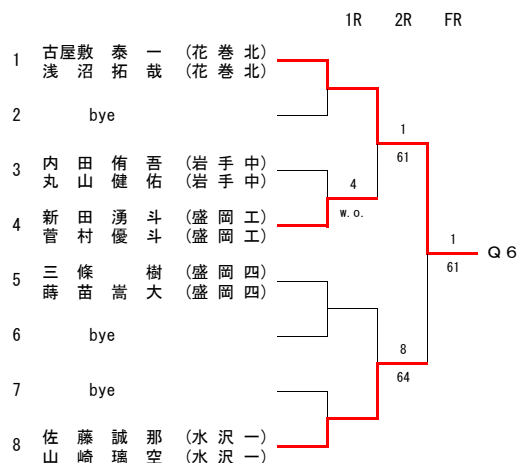 1R 2R FR
1 古屋敷 泰 一 (花 巻 北)
浅 沼 拓 哉 (花 巻 北)
2 bye
1
61
3 内 田 侑 吾 (岩 手 中)
丸 山 健 佑 (岩 手 中)
4
w.o.
4 新 田 湧 斗 (盛 岡 工)
菅 村 優 斗 (盛 岡 工)
1
61
Q6
5 三 條 樹 (盛 岡 四)
蒔 苗 嵩 大 (盛 岡 四)
6 bye
8
64
7 bye
8 佐 藤 誠 那 (水 沢 一)
山 崎 璃 空 (水 沢 一)